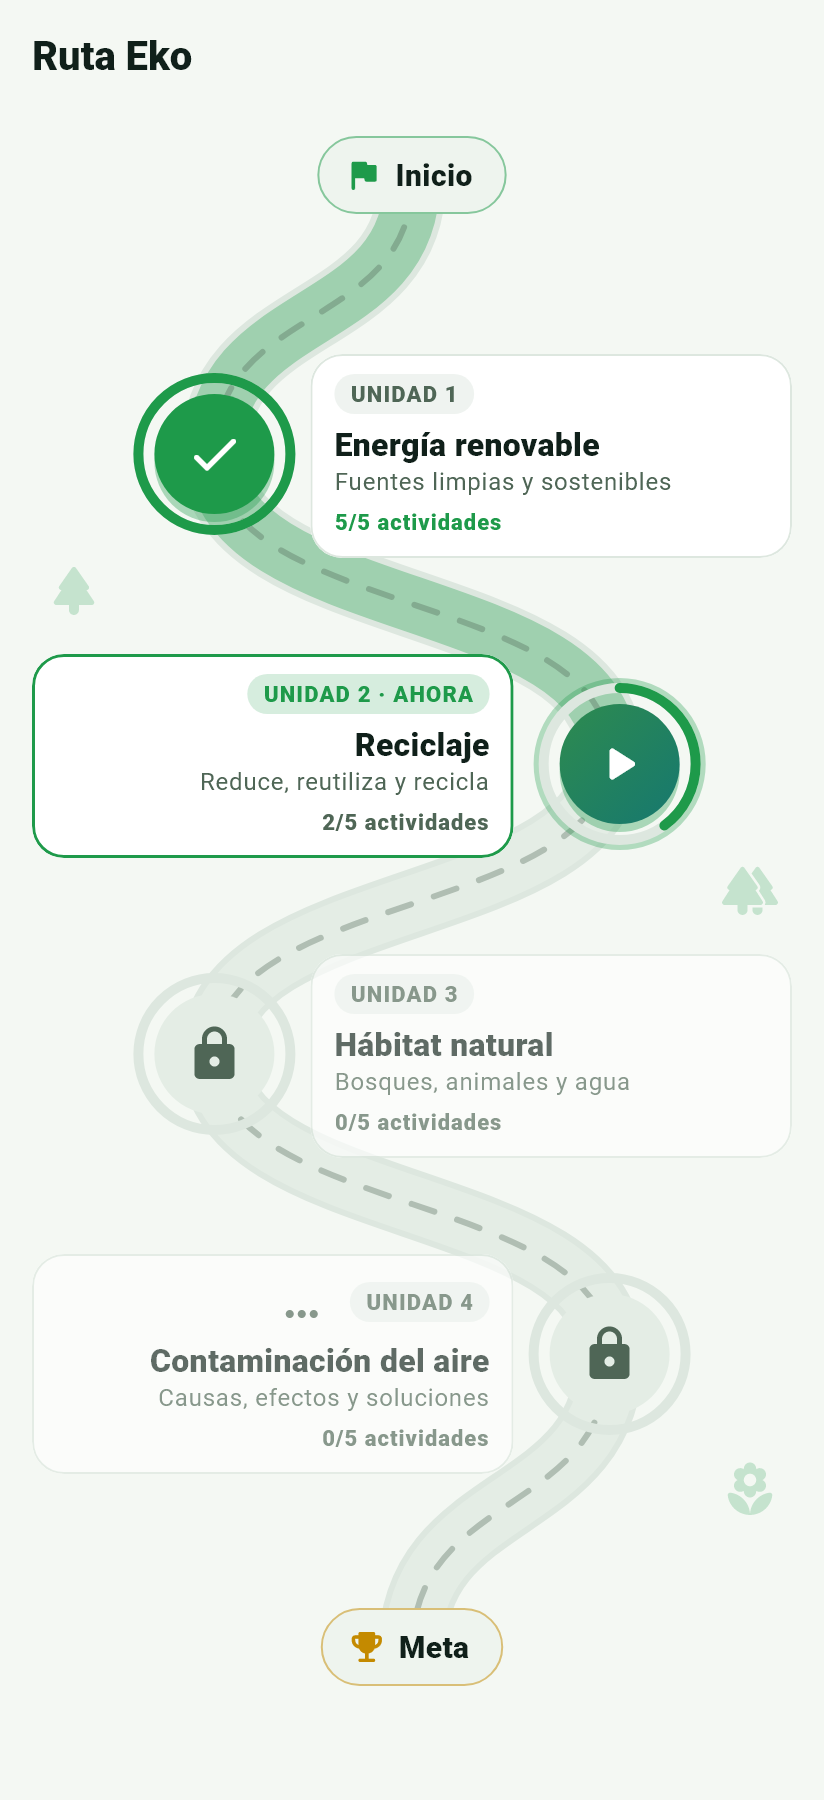 Ruta Eko
Inicio
UNIDAD 1
Energía renovable
Fuentes limpias y sostenibles
5/5 actividades
UNIDAD 2 · AHORA
Reciclaje
Reduce, reutiliza y recicla
2/5 actividades
UNIDAD 3
Hábitat natural
Bosques, animales y agua
0/5 actividades
UNIDAD 4
Contaminación del aire
Causas, efectos y soluciones
0/5 actividades
Meta